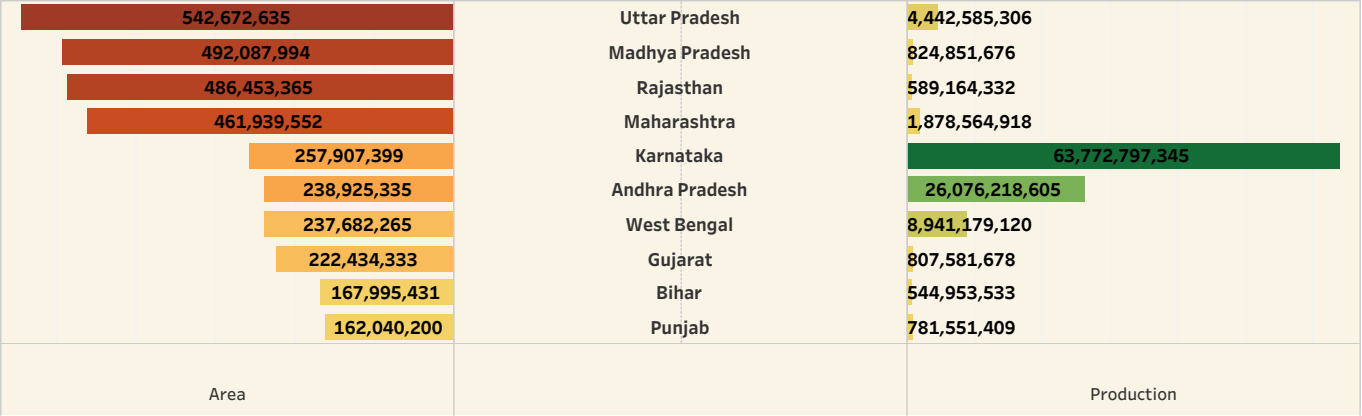 542,672,635 Uttar Pradesh 4,442,585,306
492,087,994 Madhya Pradesh 824,851,676
486,453,365 Rajasthan 589,164,332
461,939,552 Maharashtra 1,878,564,918
257,907,399 Karnataka 63,772,797,345
238,925,335 Andhra Pradesh 26,076,218,605
237,682,265 West Bengal 8,941,179,120
222,434,333 Gujarat 807,581,678
167,995,431 Bihar 544,953,533
162,040,200 Punjab 781,551,409
Area Production